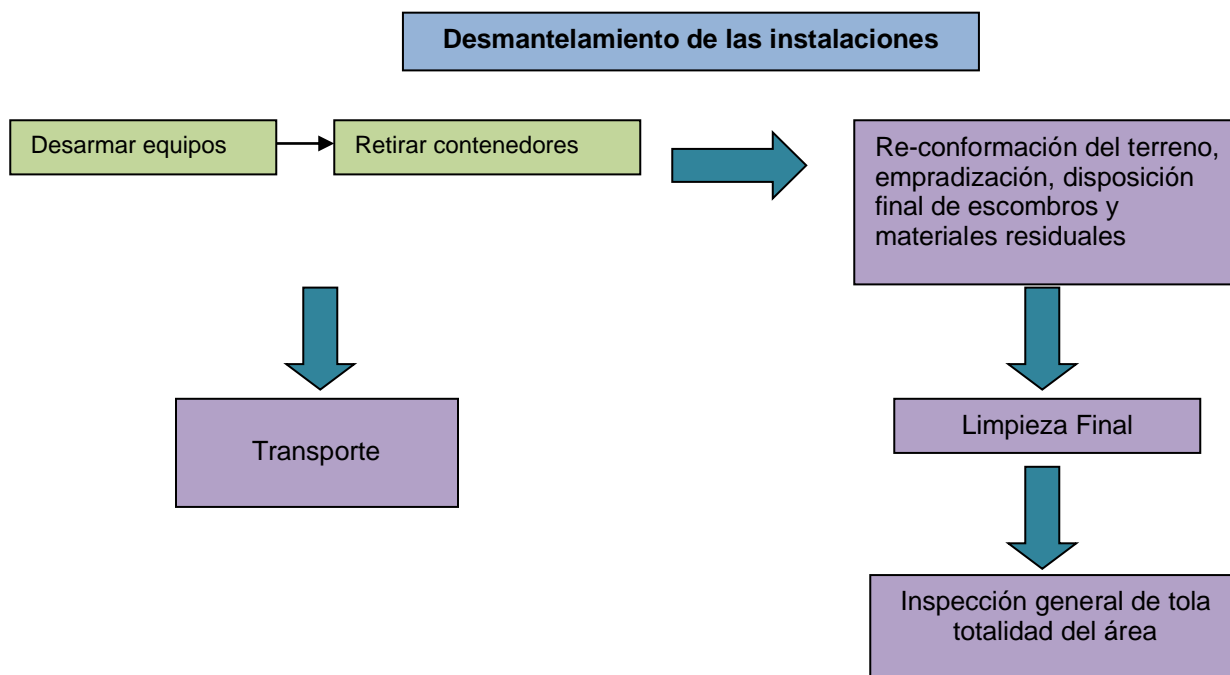 Desmantelamiento de las instalaciones
Desarmar equipos
Retirar contenedores
Re-conformación del terreno,
empradización, disposición
final de escombros y
materiales residuales
Transporte
Limpieza Final
Inspección general de tola
totalidad del área